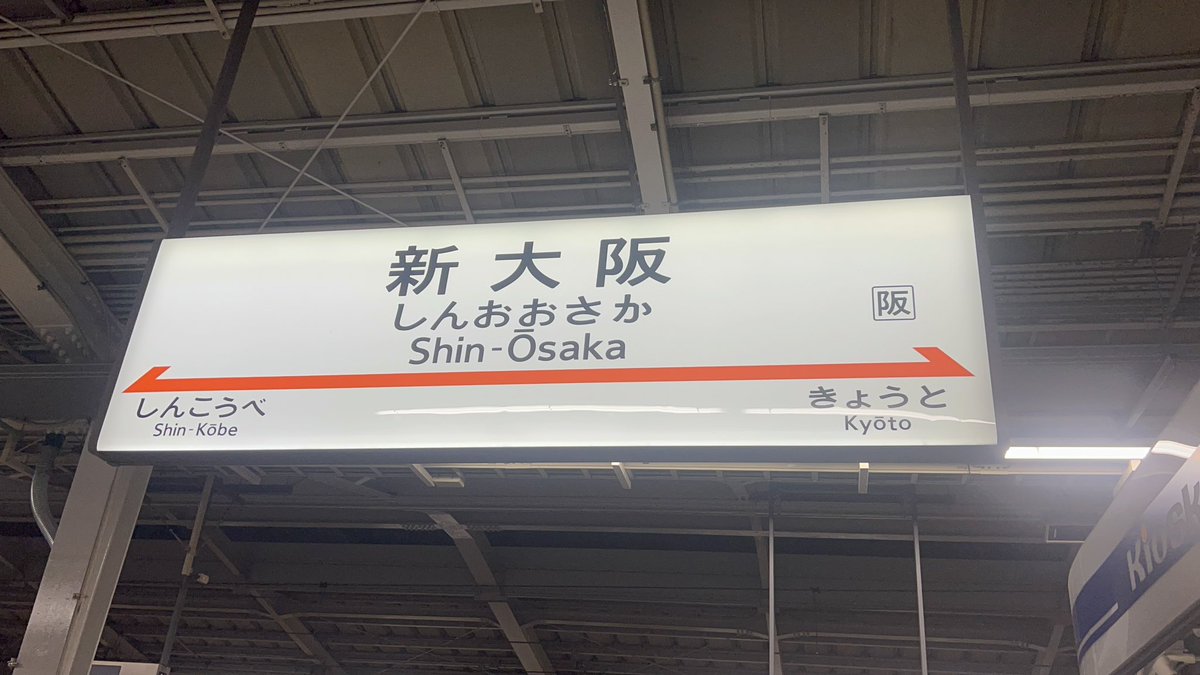 新大阪
しんおおさか
Shin-Ōsaka
阪
しんこうべ
Shin-Kōbe
きょうと
Kyōto
Kiosk